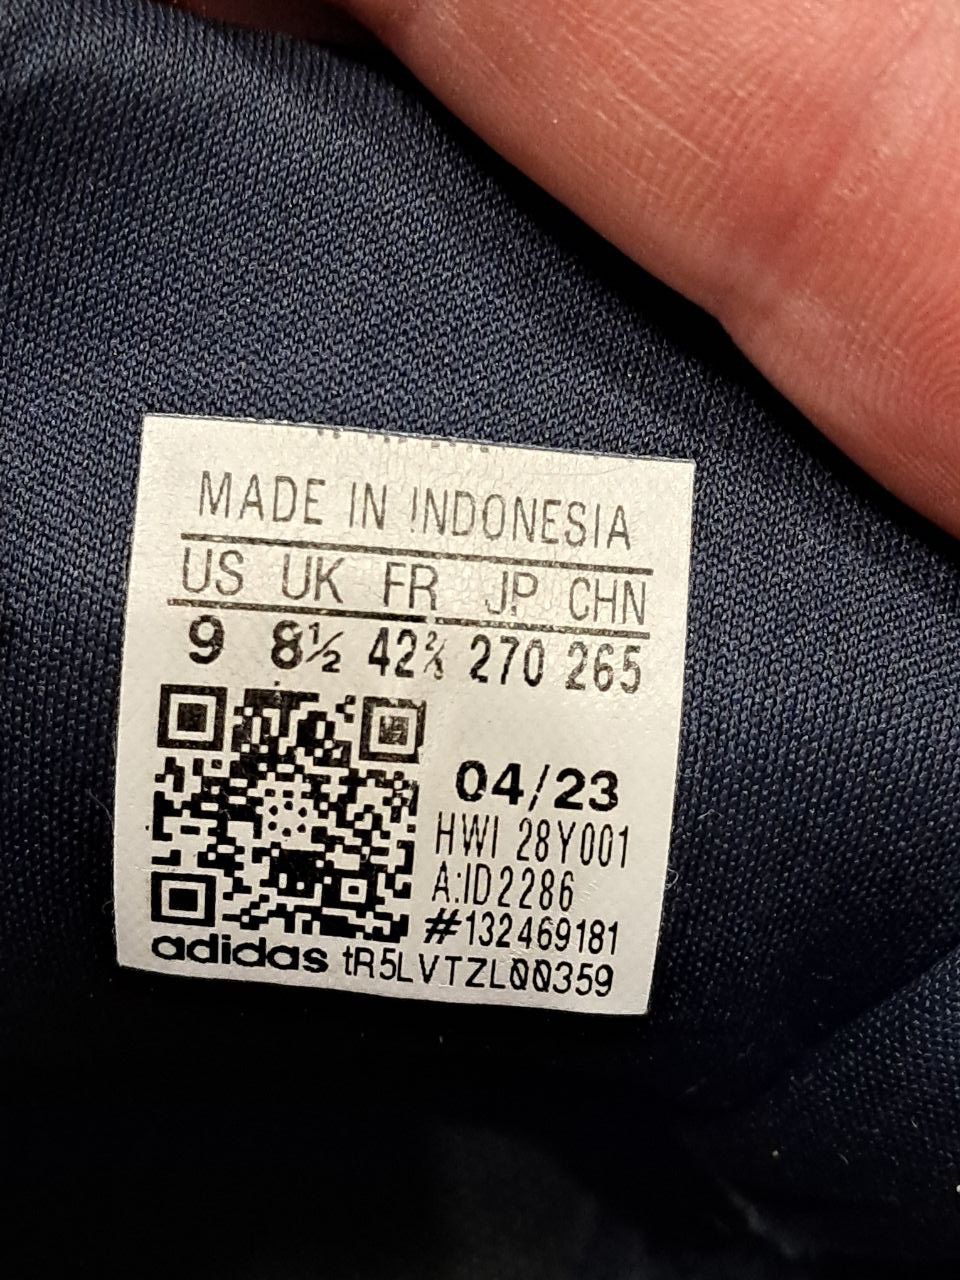 MADE IN INDONESIA
US UK FR JP CHN
9 8½ 42⅔ 270 265
04/23
HWI 28Y001
A:ID2286
#132469181
adidas tR5LVTZL00359